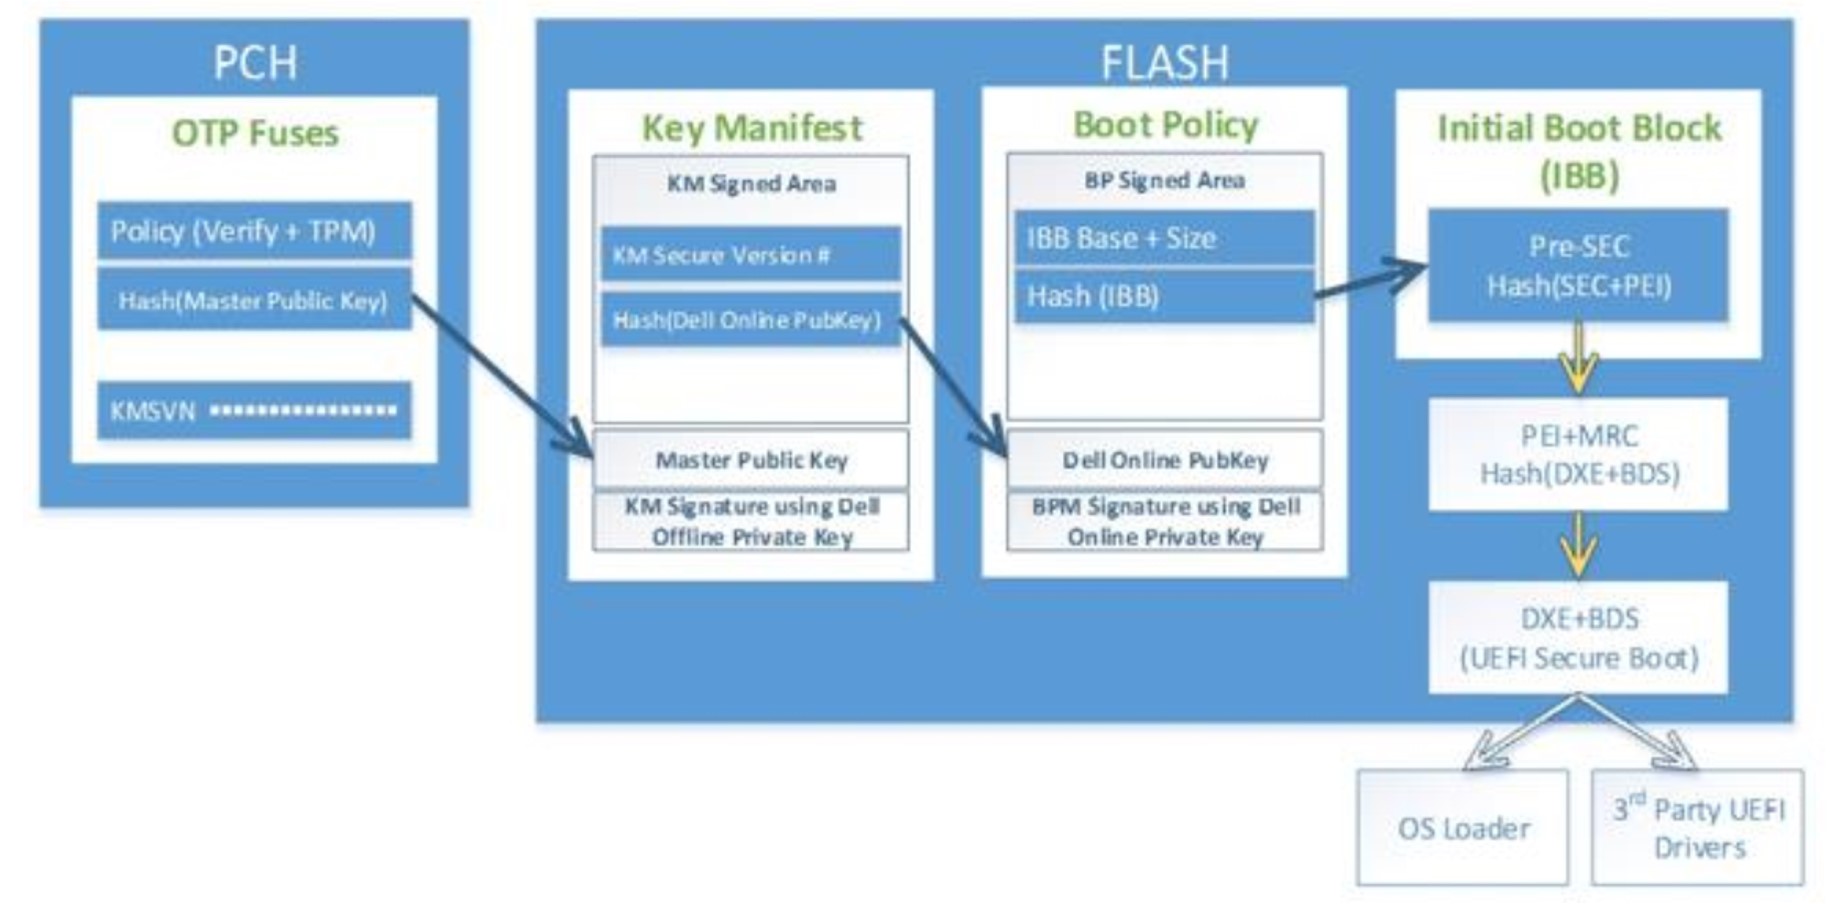 PCH
OTP Fuses
Policy (Verify + TPM)
Hash(Master Public Key)
KMSVN
FLASH
Key Manifest
KM Signed Area
KM Secure Version #
Hash(Dell Online PubKey)
Master Public Key
KM Signature using Dell
Offline Private Key
Boot Policy
BP Signed Area
IBB Base + Size
Hash (IBB)
Dell Online PubKey
BPM Signature using Dell
Online Private Key
Initial Boot Block
(IBB)
Pre-SEC
Hash(SEC+PEI)
PEI+MRC
Hash(DXE+BDS)
DXE+BDS
(UEFI Secure Boot)
OS Loader
3rd Party UEFI
Drivers